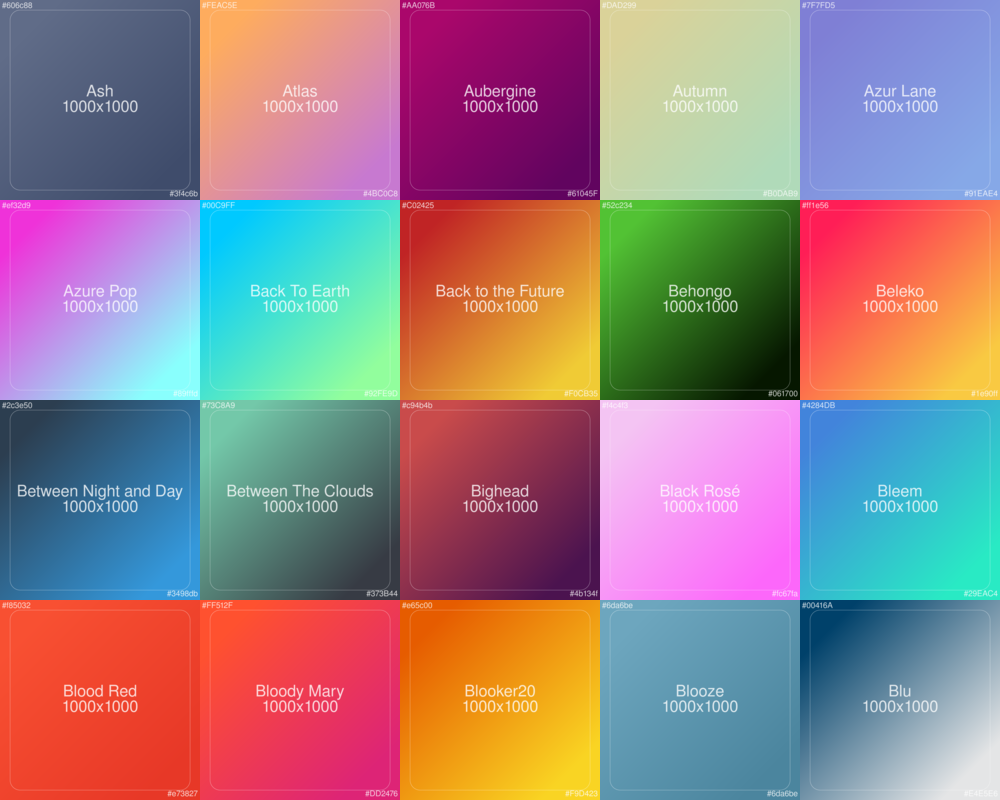 #606c88
Ash
1000x1000
#3f4c6b
#FEAC5E
Atlas
1000x1000
#4BC0C8
#AA076B
Aubergine
1000x1000
#61045F
#DAD299
Autumn
1000x1000
#B0DAB9
#7F7FD5
Azur Lane
1000x1000
#91EAE4
#ef32d9
Azure Pop
1000x1000
#89fffd
#00C9FF
Back To Earth
1000x1000
#92FE9D
#C02425
Back to the Future
1000x1000
#F0CB35
#52c234
Behongo
1000x1000
#061700
#ff1e56
Beleko
1000x1000
#1e90ff
#2c3e50
Between Night and Day
1000x1000
#3498db
#73C8A9
Between The Clouds
1000x1000
#373B44
#c94b4b
Bighead
1000x1000
#4b134f
#f4c4f3
Black Rosé
1000x1000
#fc67fa
#4284DB
Bleem
1000x1000
#29EAC4
#f85032
Blood Red
1000x1000
#e73827
#FF512F
Bloody Mary
1000x1000
#DD2476
#e65c00
Blooker20
1000x1000
#F9D423
#6da6be
Blooze
1000x1000
#6da6be
#00416A
Blu
1000x1000
#E4E5E6